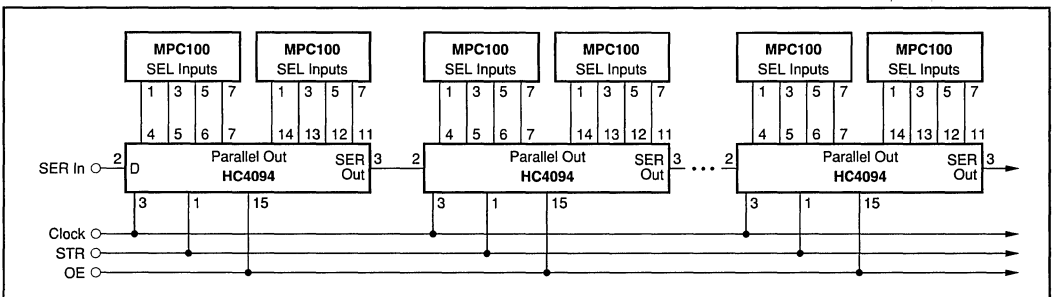 MPC100 MPC100 MPC100 MPC100 MPC100 MPC100
SEL Inputs SEL Inputs SEL Inputs SEL Inputs SEL Inputs SEL Inputs
1 3 5 7 1 3 5 7 1 3 5 7 1 3 5 7 1 3 5 7 1 3 5 7
4 5 6 7 14 13 12 11 4 5 6 7 14 13 12 11 4 5 6 7 14 13 12 11
SER In 2 D Parallel Out SER 3 2 Parallel Out SER 3 ... 2 Parallel Out SER 3
HC4094 Out HC4094 Out HC4094 Out
3 1 15 3 1 15 3 1 15
Clock
STR
OE